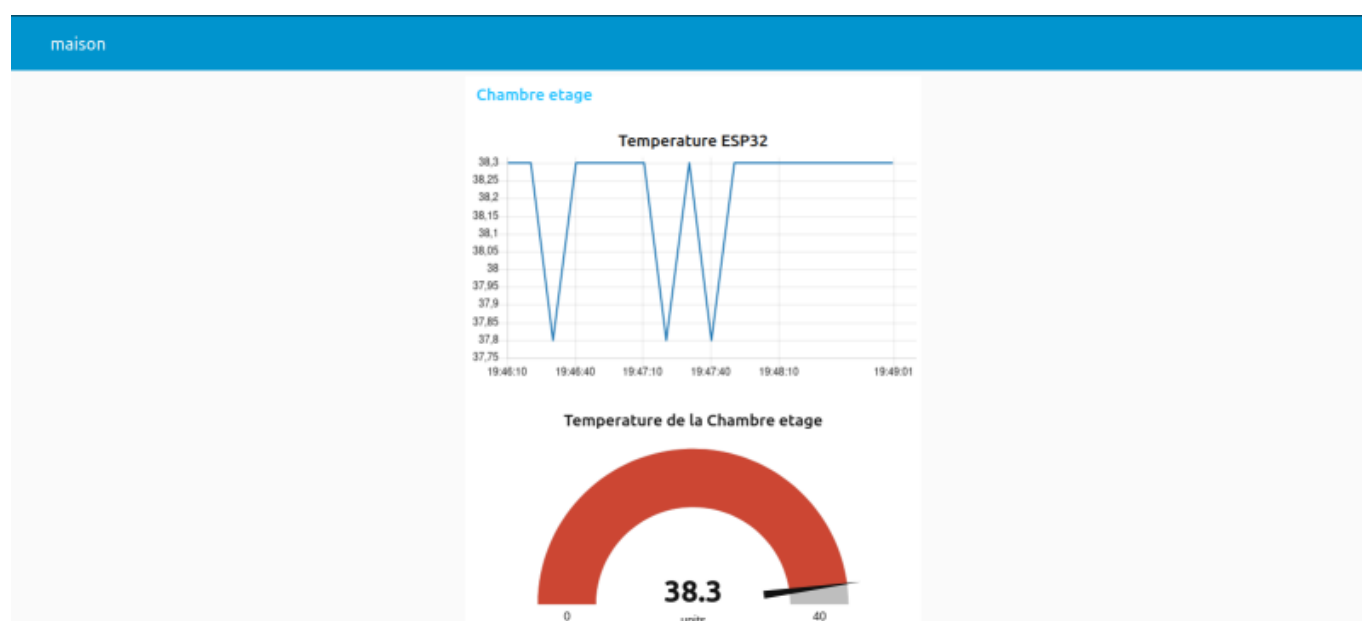 maison
Chambre etage
Temperature ESP32
38,3
38,25
38,2
38,15
38,1
38,05
38
37,95
37,9
37,85
37,8
37,75
19:46:10 19:46:40 19:47:10 19:47:40 19:48:10 19:49:01
Temperature de la Chambre etage
38.3
0 units 40